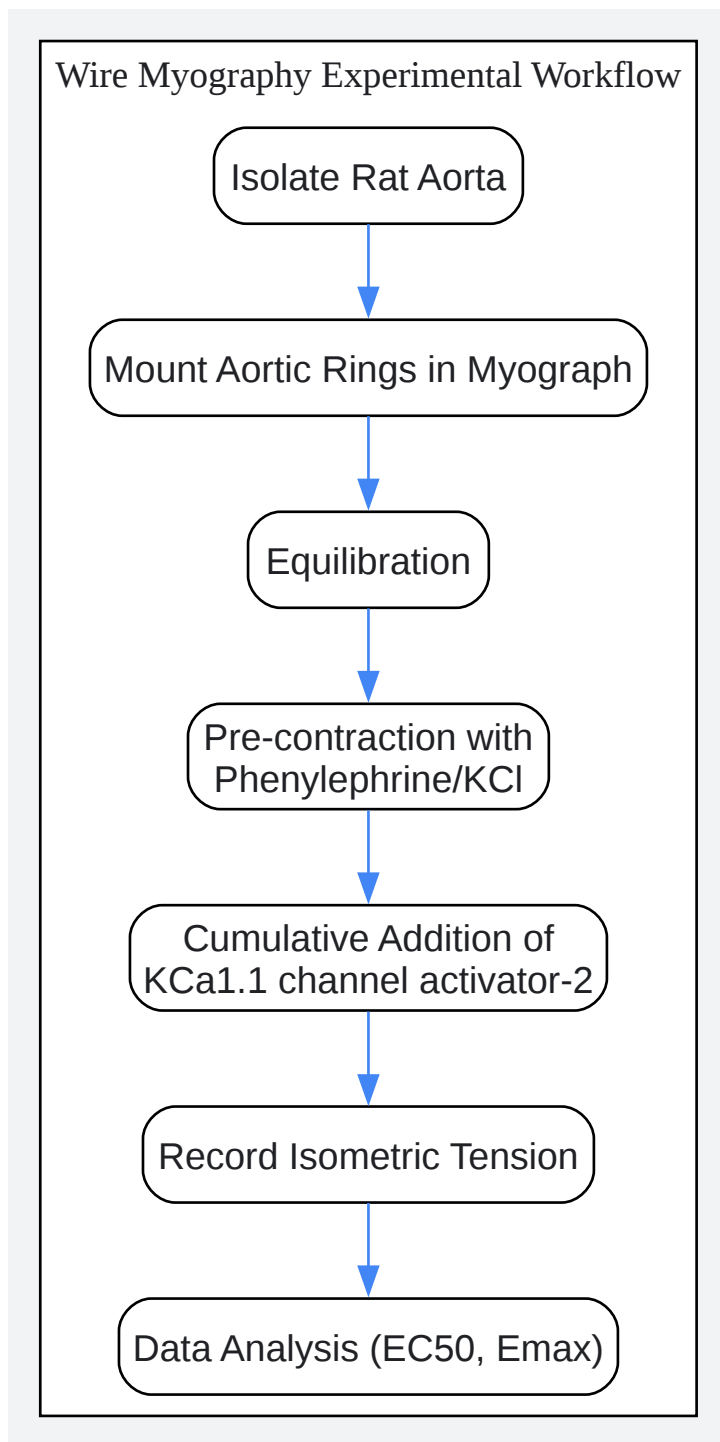 Wire Myography Experimental Workflow
Isolate Rat Aorta
Mount Aortic Rings in Myograph
Equilibration
Pre-contraction with
Phenylephrine/KCl
Cumulative Addition of
KCa1.1 channel activator-2
Record Isometric Tension
Data Analysis (EC50, Emax)